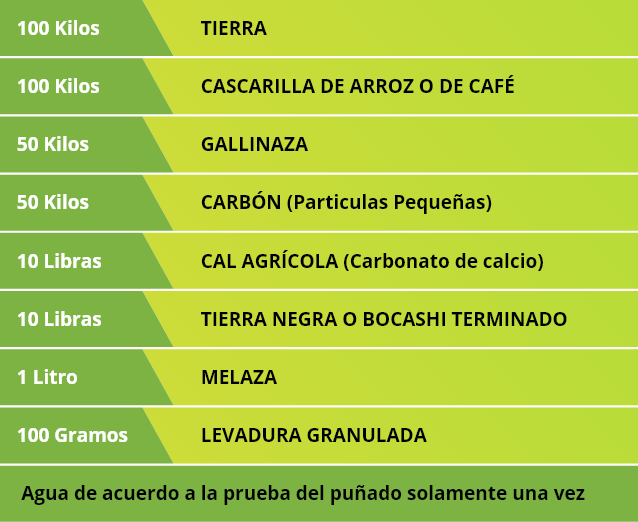 100 Kilos TIERRA
100 Kilos CASCARILLA DE ARROZ O DE CAFÉ
50 Kilos GALLINAZA
50 Kilos CARBÓN (Particulas Pequeñas)
10 Libras CAL AGRÍCOLA (Carbonato de calcio)
10 Libras TIERRA NEGRA O BOCASHI TERMINADO
1 Litro MELAZA
100 Gramos LEVADURA GRANULADA
Agua de acuerdo a la prueba del puñado solamente una vez